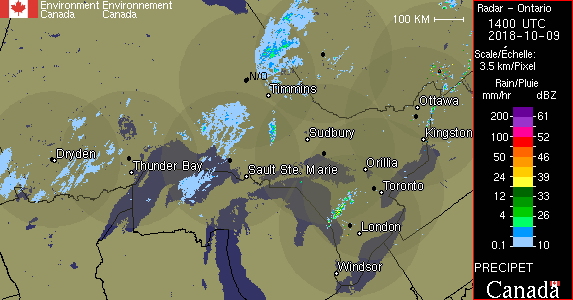 Environment Environnement
Canada Canada
100 KM
N/O
Timmins
Ottawa
Sudbury
Kingston
Dryden
Thunder Bay
Sault Ste. Marie
Orillia
Toronto
London
Windsor
Radar - Ontario
1400 UTC
2018-10-09
Scale/Échelle:
3.5 km/Pixel
Rain/Pluie
mm/hr dBZ
200 61
100 52
50 46
24 39
12 33
4 26
2 20
0.1 10
PRECIPET
Canada